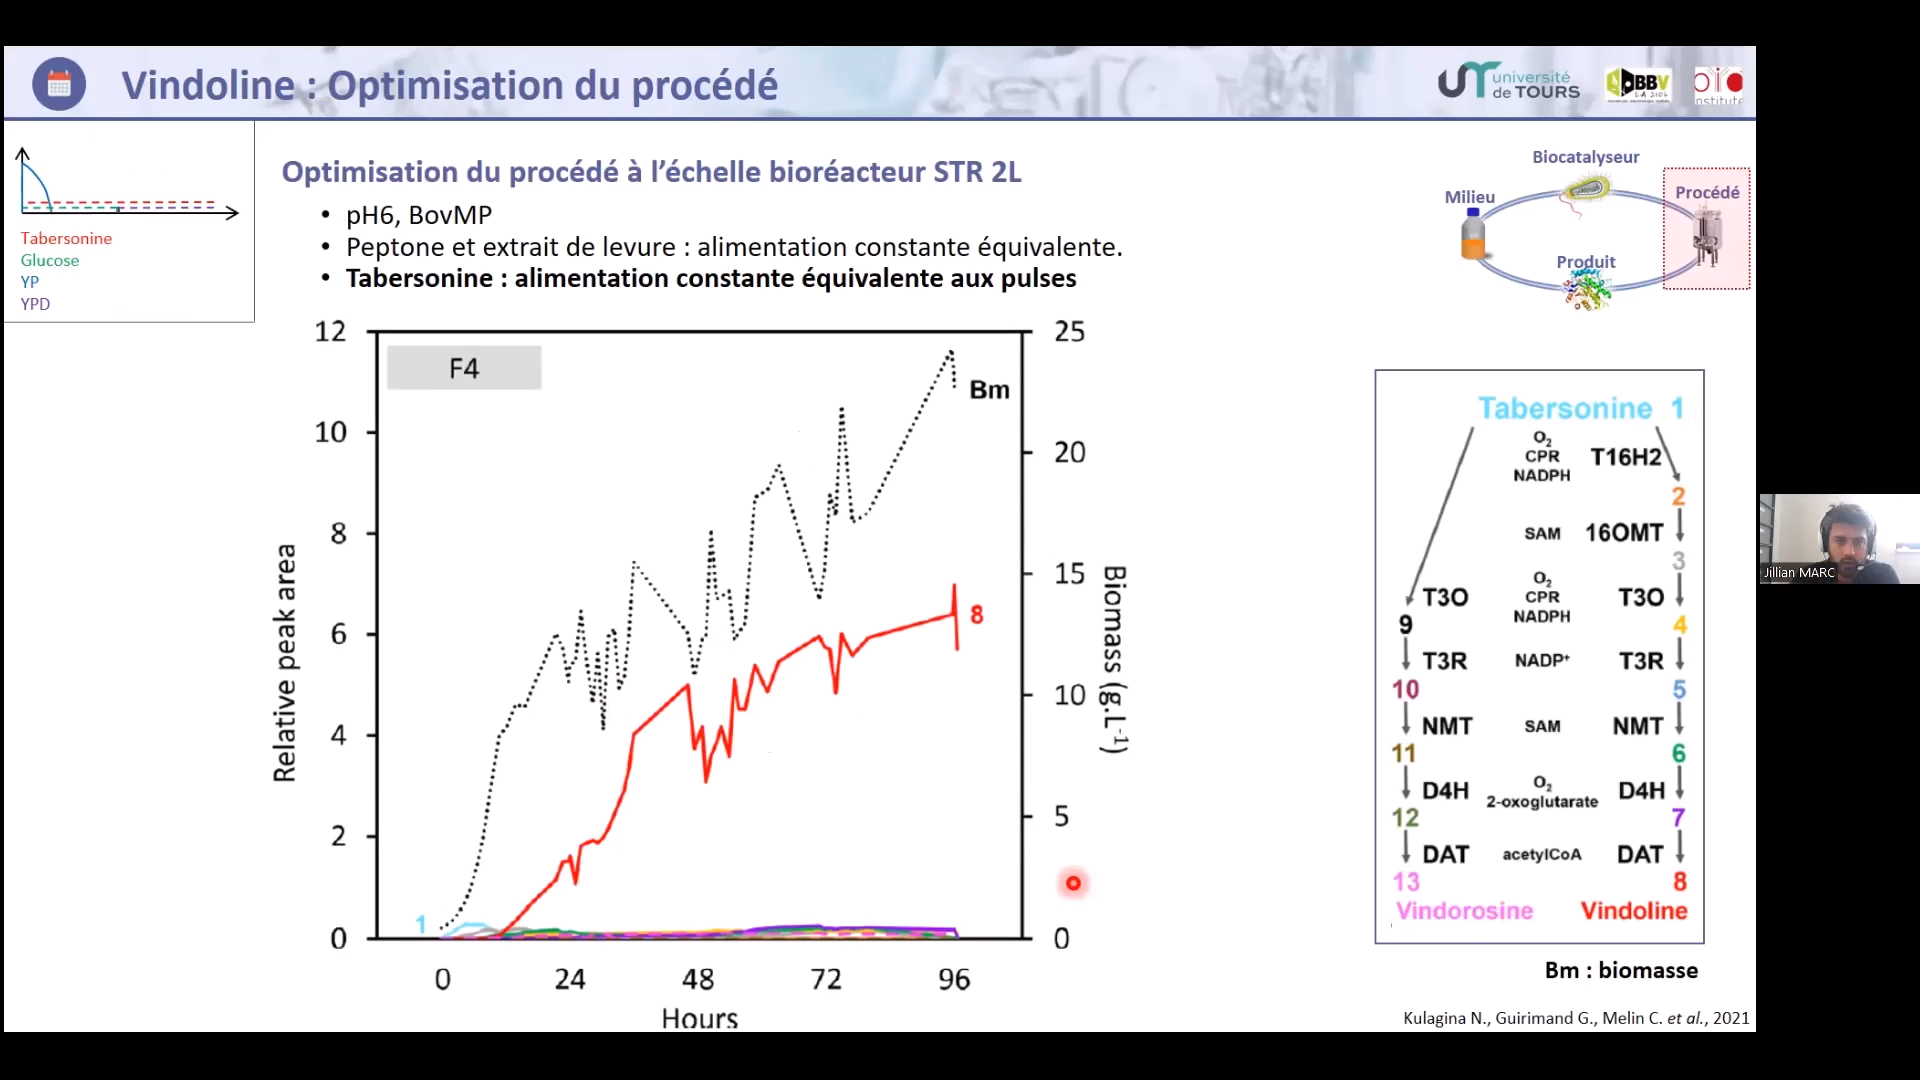 Vindoline : Optimisation du procédé
université
de TOURS
BBV
EA 2106
bio
institute
Tabersonine
Glucose
YP
YPD
Optimisation du procédé à l’échelle bioréacteur STR 2L
• pH6, BovMP
• Peptone et extrait de levure : alimentation constante équivalente.
• Tabersonine : alimentation constante équivalente aux pulses
Biocatalyseur
Milieu
Procédé
Produit
F4
Bm
8
1
12
10
8
6
4
2
0
Relative peak area
25
20
15
10
5
0
Biomass (g.L-1)
0 24 48 72 96
Hours
Tabersonine 1
O2
CPR
NADPH
T16H2
2
SAM 16OMT
3
T3O
O2
CPR
NADPH
T3O
9 4
T3R NADP+ T3R
10 5
NMT SAM NMT
11 6
D4H
O2
2-oxoglutarate
D4H
12 7
DAT acetylCoA DAT
13 8
Vindorosine Vindoline
Bm : biomasse
Kulagina N., Guirimand G., Melin C. et al., 2021
Jillian MARC